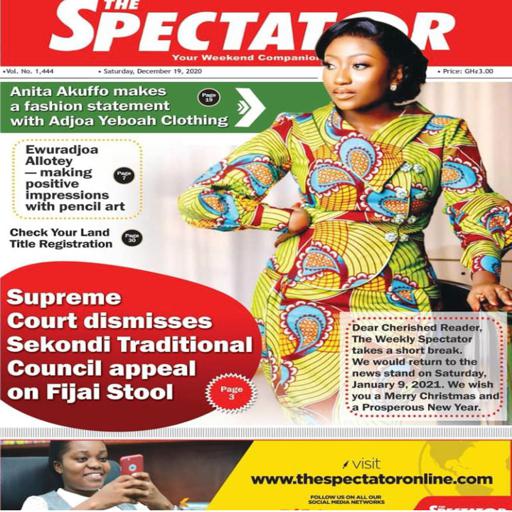 THE
SPECTATOR
Your Weekend Companion
•Vol. No. 1,444 • Saturday, December 19, 2020 • Price: GH¢3.00
Anita Akuffo makes
a fashion statement
with Adjoa Yeboah Clothing
Page
19
Ewuradjoa
Allotey
— making
positive
impressions
with pencil art
Page
7
Check Your Land
Title Registration
Page
30
Supreme
Court dismisses
Sekondi Traditional
Council appeal
on Fijai Stool
Page
3
Dear Cherished Reader,
The Weekly Spectator
takes a short break.
We would return to the
news stand on Saturday,
January 9, 2021. We wish
you a Merry Christmas and
a Prosperous New Year.
visit
www.thespectatoronline.com
FOLLOW US ON ALL OUR
SOCIAL MEDIA NETWORKS